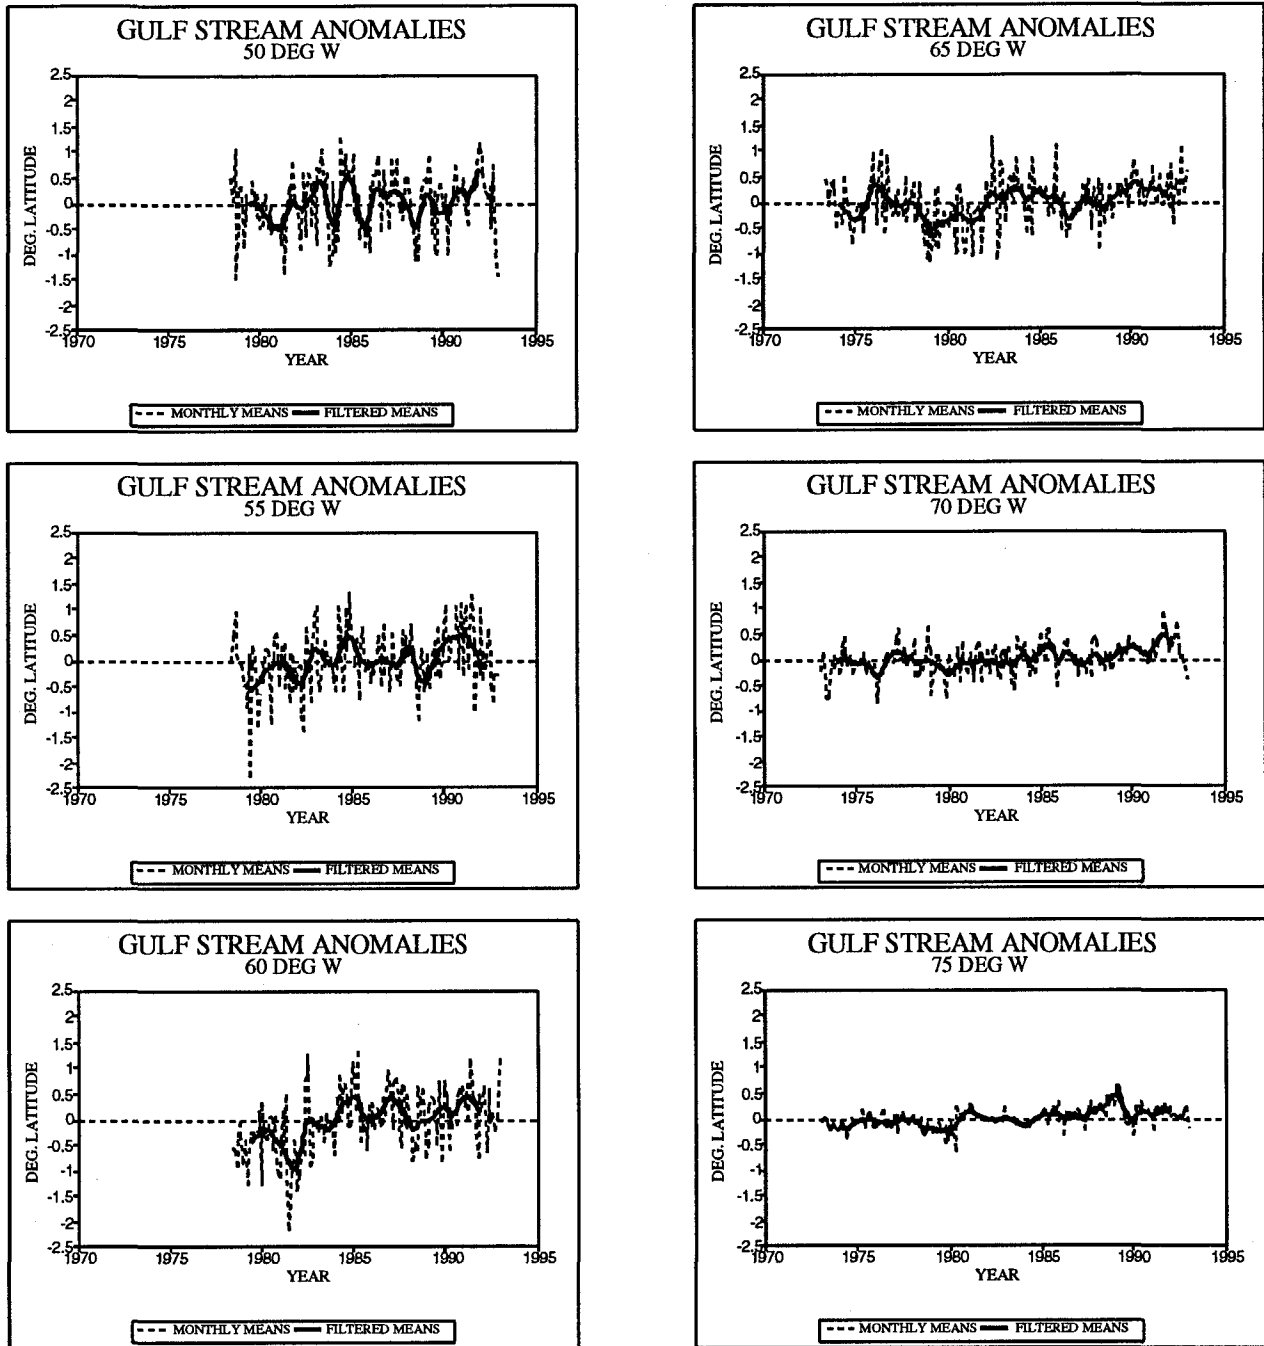 GULF STREAM ANOMALIES
50 DEG W
2.5
2
1.5
1
0.5
0
-0.5
-1
-1.5
-2
-2.5
DEG. LATITUDE
1970 1975 1980 1985 1990 1995
YEAR
MONTHLY MEANS FILTERED MEANS
GULF STREAM ANOMALIES
65 DEG W
2.5
2
1.5
1
0.5
0
-0.5
-1
-1.5
-2
-2.5
DEG. LATITUDE
1970 1975 1980 1985 1990 1995
YEAR
MONTHLY MEANS FILTERED MEANS
GULF STREAM ANOMALIES
55 DEG W
2.5
2
1.5
1
0.5
0
-0.5
-1
-1.5
-2
-2.5
DEG. LATITUDE
1970 1975 1980 1985 1990 1995
YEAR
MONTHLY MEANS FILTERED MEANS
GULF STREAM ANOMALIES
70 DEG W
2.5
2
1.5
1
0.5
0
-0.5
-1
-1.5
-2
-2.5
DEG. LATITUDE
1970 1975 1980 1985 1990 1995
YEAR
MONTHLY MEANS FILTERED MEANS
GULF STREAM ANOMALIES
60 DEG W
2.5
2
1.5
1
0.5
0
-0.5
-1
-1.5
-2
-2.5
DEG. LATITUDE
1970 1975 1980 1985 1990 1995
YEAR
MONTHLY MEANS FILTERED MEANS
GULF STREAM ANOMALIES
75 DEG W
2.5
2
1.5
1
0.5
0
-0.5
-1
-1.5
-2
-2.5
DEG. LATITUDE
1970 1975 1980 1985 1990 1995
YEAR
MONTHLY MEANS FILTERED MEANS